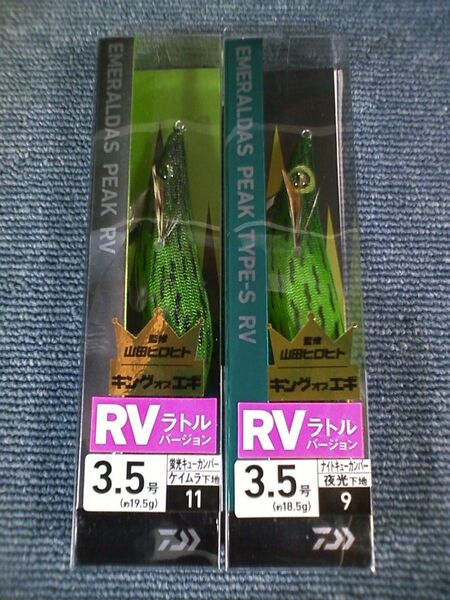 EMERALDAS PEAK RV
監修
山田ヒロヒト
キングオブエギ
RV ラトル
バージョン
3.5号
(約19.5g)
蛍光キューカンバー
ケイムラ下地
11
EMERALDAS PEAK TYPE-S RV
監修
山田ヒロヒト
キングオブエギ
RV ラトル
バージョン
3.5号
(約18.5g)
ナイトキューカンバー
夜光下地
9